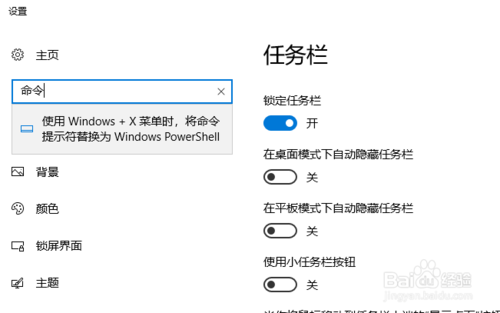 设置
主页
命令
使用 Windows + X 菜单时，将命令
提示符替换为 Windows PowerShell
背景
颜色
锁屏界面
主题
任务栏
锁定任务栏
开
在桌面模式下自动隐藏任务栏
关
在平板模式下自动隐藏任务栏
关
使用小任务栏按钮
关
Baidu 经验
jingyan.baidu.com